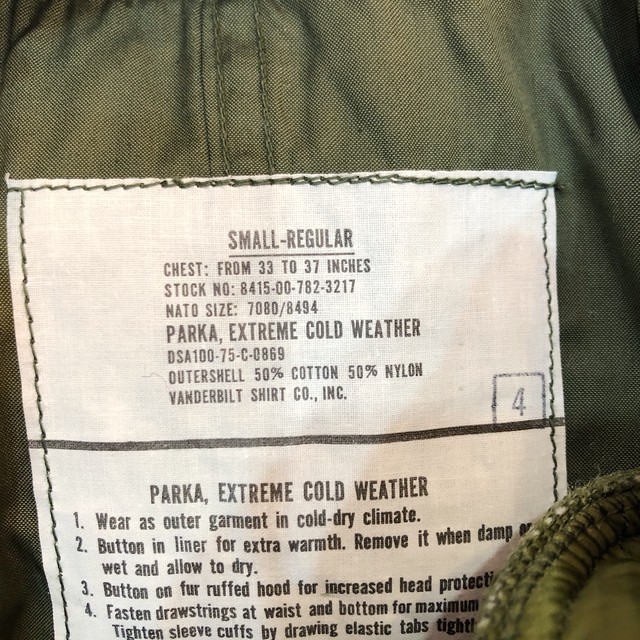 SMALL-REGULAR
CHEST: FROM 33 TO 37 INCHES
STOCK NO: 8415-00-782-3217
NATO SIZE: 7080/8494
PARKA, EXTREME COLD WEATHER
DSA100-75-C-0869
OUTERSHELL 50% COTTON 50% NYLON
VANDERBILT SHIRT CO., INC.
4
PARKA, EXTREME COLD WEATHER
1. Wear as outer garment in cold-dry climate.
2. Button in liner for extra warmth. Remove it when damp
wet and allow to dry.
3. Button on fur ruffed hood for increased head
4. Fasten drawstrings at waist and bottom for maximum
Tighten sleeve cuffs by drawing elastic tabs